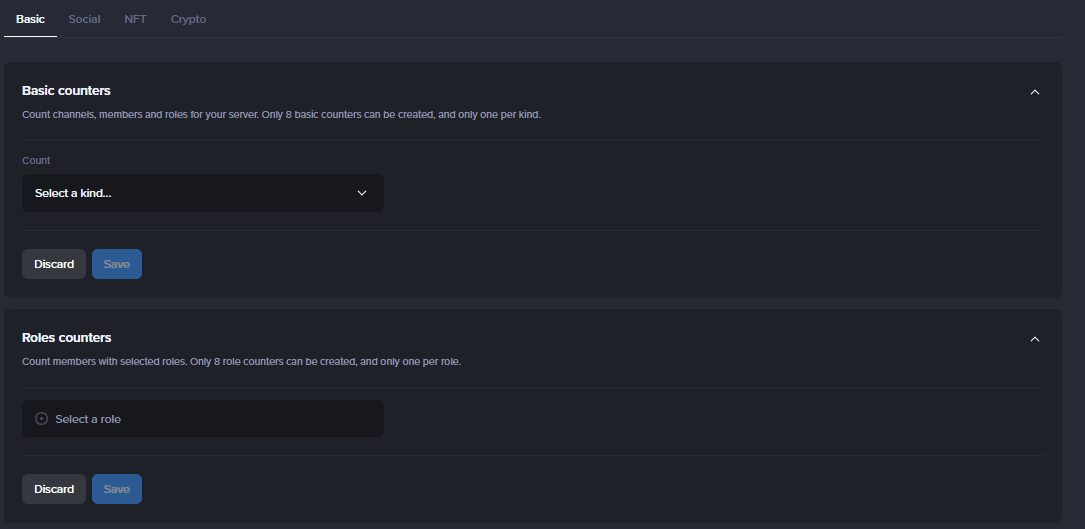 Basic Social NFT Crypto
Basic counters
Count channels, members and roles for your server. Only 8 basic counters can be created, and only one per kind.
Count
Select a kind...
Discard Save
Roles counters
Count members with selected roles. Only 8 role counters can be created, and only one per role.
Select a role
Discard Save